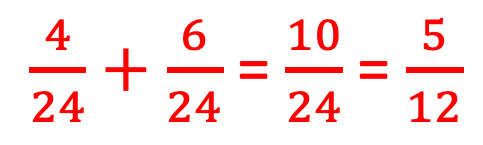 4/24 + 6/24 = 10/24 = 5/12